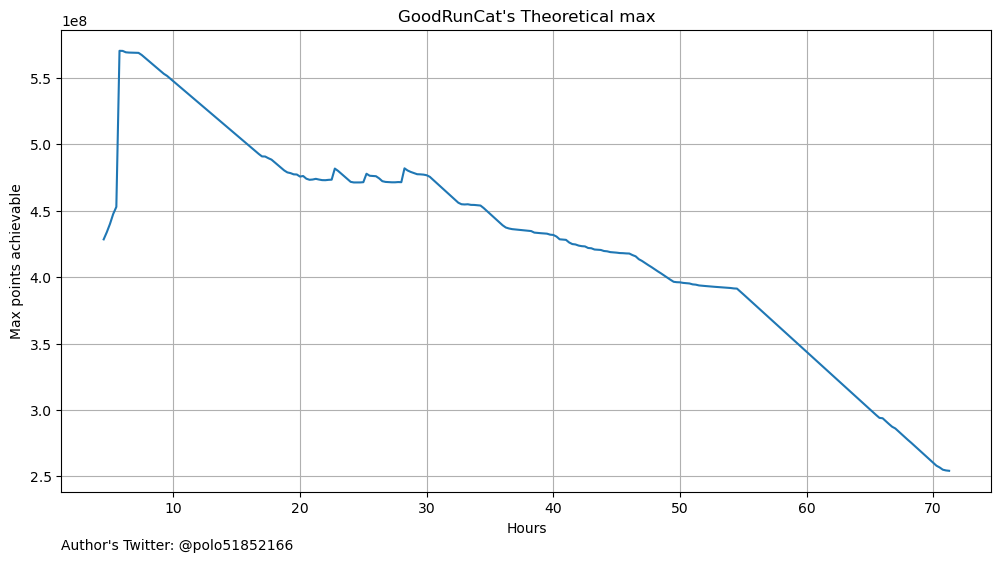 GoodRunCat's Theoretical max
1e8
5.5
5.0
4.5
4.0
3.5
3.0
2.5
Max points achievable
10 20 30 40 50 60 70
Hours
Author's Twitter: @polo51852166